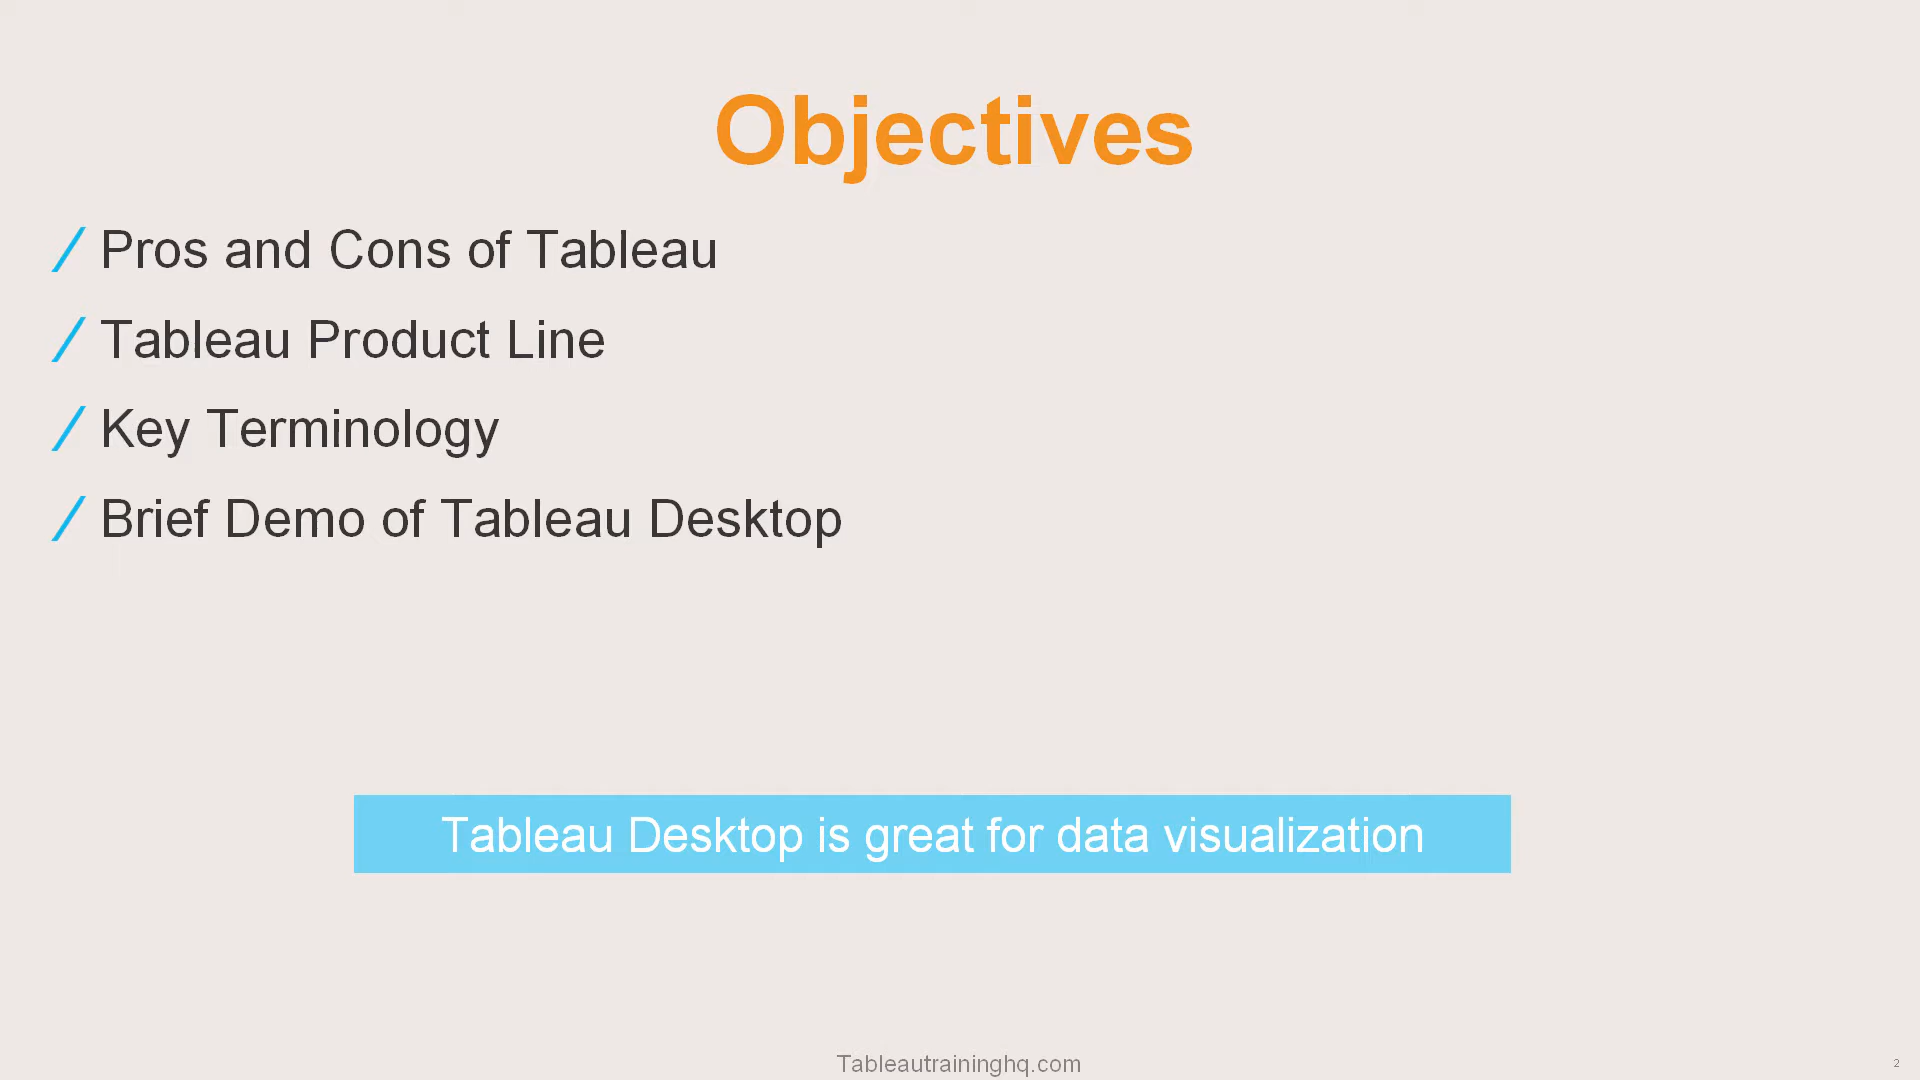 Objectives
Pros and Cons of Tableau
Tableau Product Line
Key Terminology
Brief Demo of Tableau Desktop
Tableau Desktop is great for data visualization
Tableautraininghq.com
2